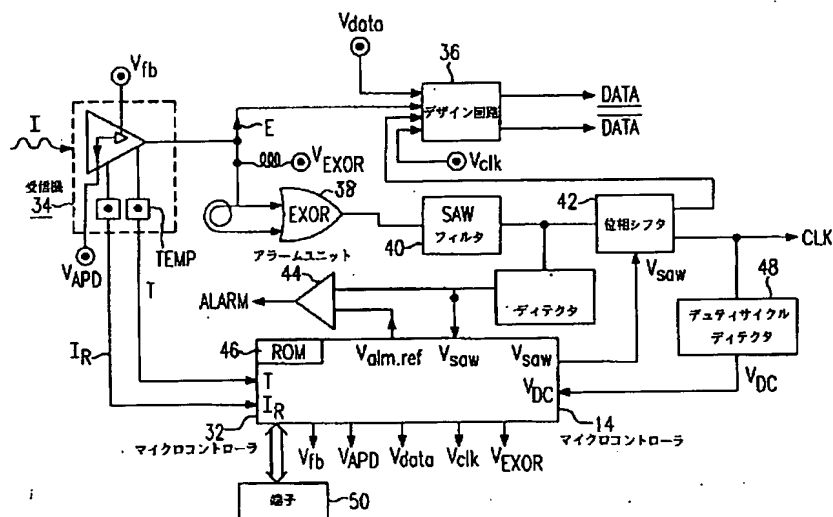 Vdata
Vfb
36
デザイン回路
DATA
DATA
I
E
VEXOR
Vclk
受信機
34
38
EXOR
SAW
フィルタ
40
42
位相シフタ
CLK
TEMP
アラームユニット
VAPD
44
Vsaw
T
ALARM
ディテクタ
48
デュティサイクル
ディテクタ
IR
46
ROM
Valm.ref
Vsaw
Vsaw
VDC
T
VDC
IR
32
14
マイクロコントローラ
マイクロコントローラ
Vfb
VAPD
Vdata
Vclk
VEXOR
端子
50